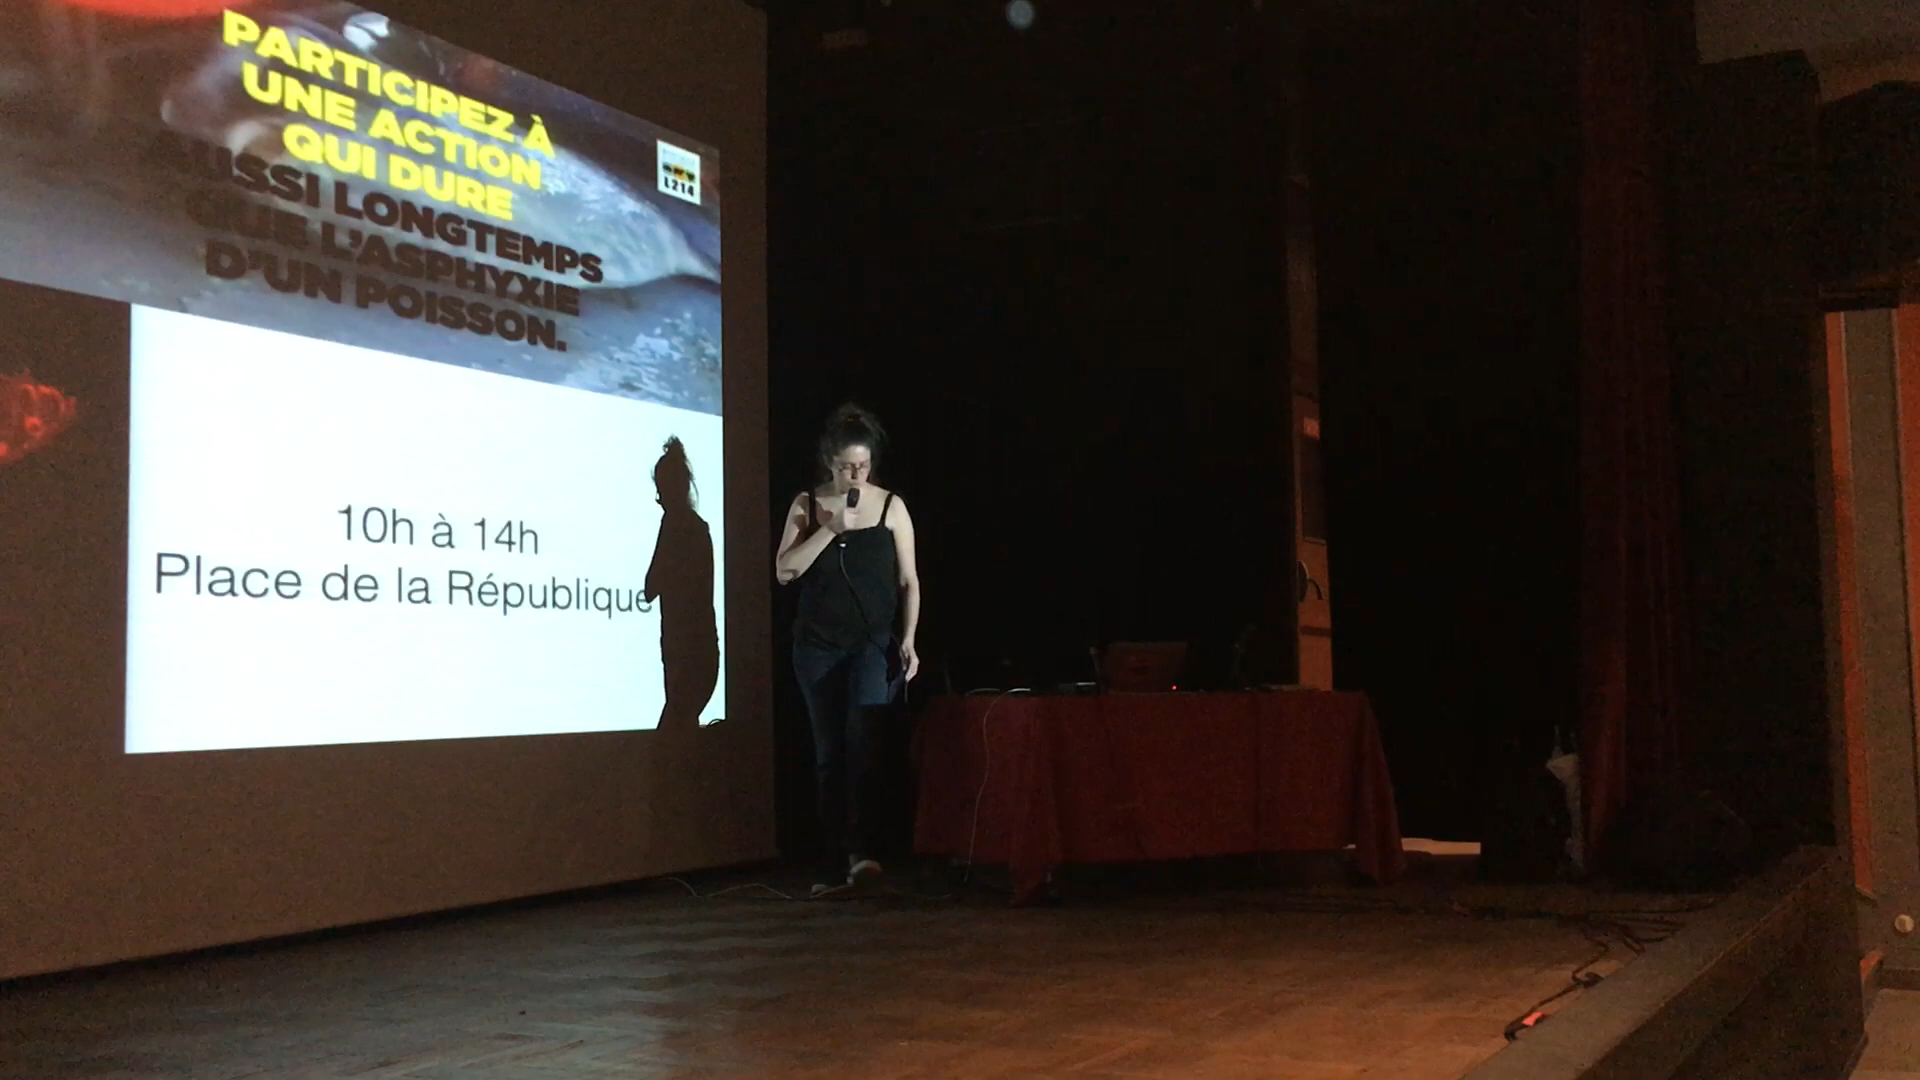 PARTICIPEZ À
UNE ACTION
QUI DURE
AUSSI LONGTEMPS
QUE L'ASPHYXIE
D'UN POISSON.
L214
10h à 14h
Place de la République